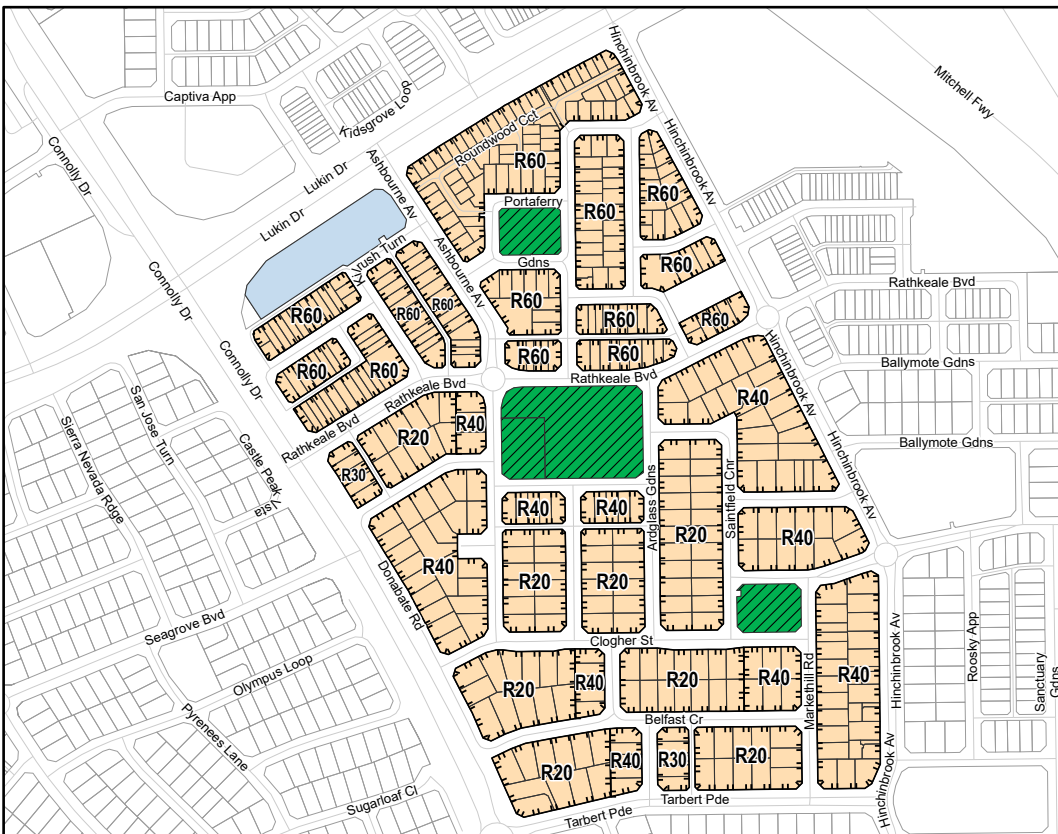 Hinchinbrook Av
Mitchell Fwy
Captiva App
Kidsgrove Loop
Roundwood Cct
Connolly Dr
Lukin Dr
Ashbourne Av
R60
Hinchinbrook Av
R60
Portaferry
R60
Lukin Dr
Ashbourne Av
Gdns
R60
Connolly Dr
R60
R60
R60
R60
Rathkeale Bvd
R60
R60
R60
Connolly Dr
R60
R60
R60
Rathkeale Bvd
Hinchinbrook Av
Ballymote Gdns
San Jose Turn
Rathkeale Bvd
R40
Sierra Nevada Rdge
Rathkeale Bvd
R20
R40
Castle Peak Vsta
Hinchinbrook Av
Ballymote Gdns
R30
Ardglass Gdns
Saintfield Cnr
R40
R40
R20
R40
R40
Donabate Rd
R20
R20
Seagrove Bvd
Clogher St
Hinchinbrook Av
Roosky App
Sanctuary Gdns
Olympus Loop
R20
R40
R20
R40
Markethill Rd
R40
Pyrenees Lane
Belfast Cr
R20
R40
R30
R20
Hinchinbrook Av
Sugarloaf Cl
Tarbert Pde
Tarbert Pde